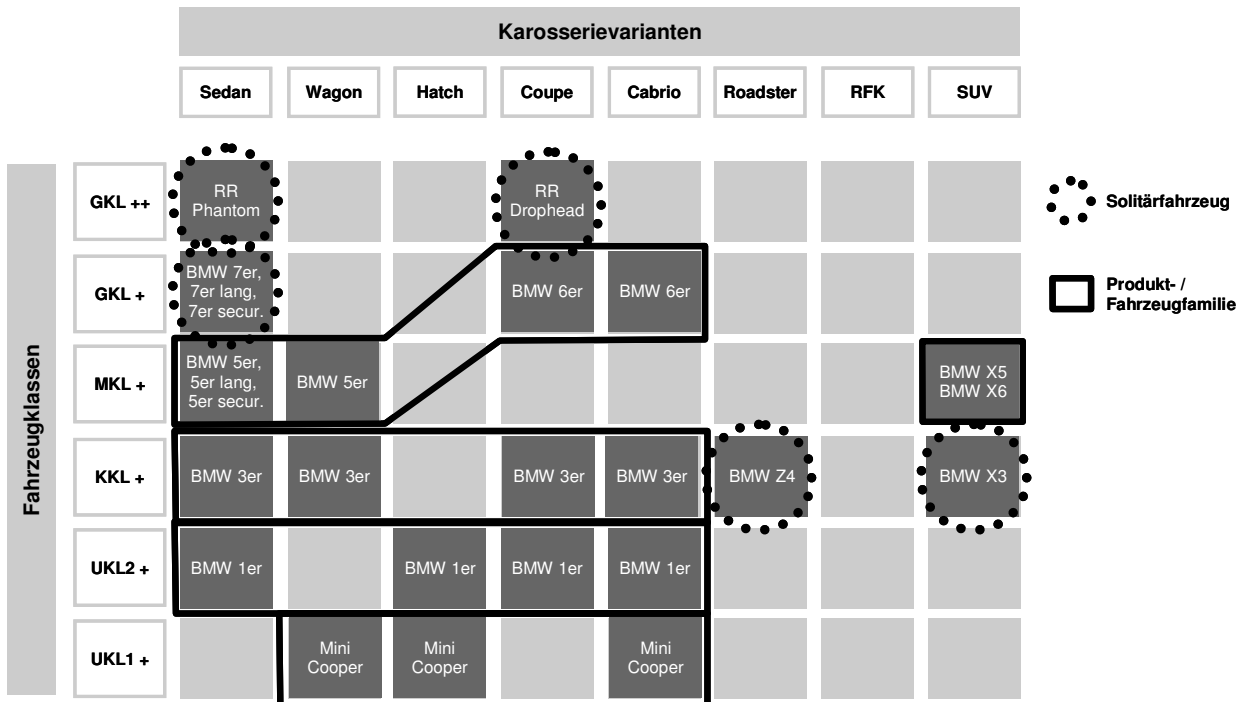 Karosserievarianten
Sedan Wagon Hatch Coupe Cabrio Roadster RFK SUV
Fahrzeugklassen
GKL ++
RR
Phantom
RR
Drophead
Solitärfahrzeug
GKL +
BMW 7er,
7er lang,
7er secur.
BMW 6er
BMW 6er
Produkt- /
Fahrzeugfamilie
MKL +
BMW 5er,
5er lang,
5er secur.
BMW 5er
BMW X5
BMW X6
KKL +
BMW 3er
BMW 3er
BMW 3er
BMW 3er
BMW Z4
BMW X3
UKL2 +
BMW 1er
BMW 1er
BMW 1er
BMW 1er
UKL1 +
Mini
Cooper
Mini
Cooper
Mini
Cooper